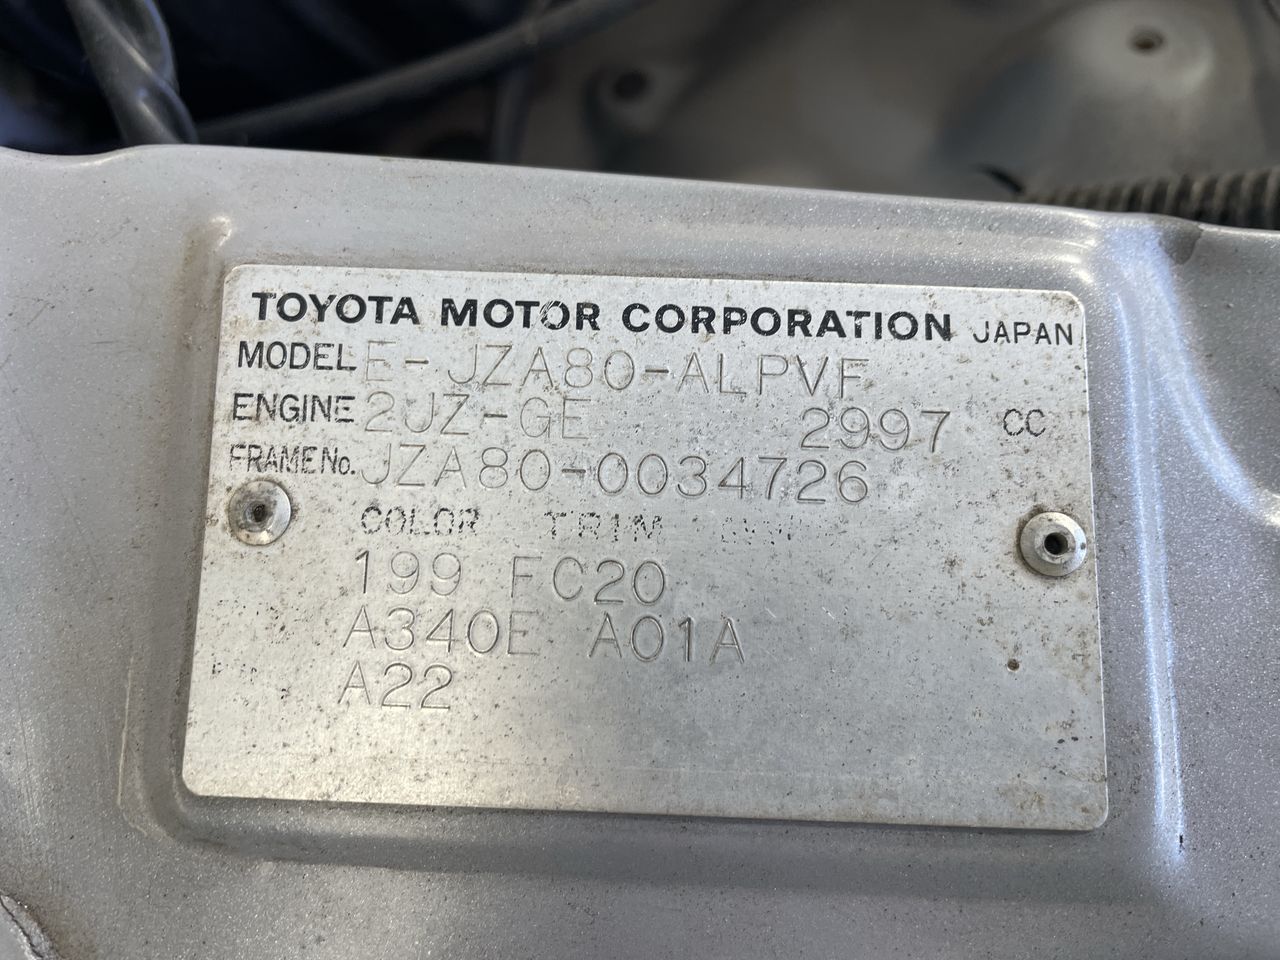 TOYOTA MOTOR CORPORATION JAPAN
MODEL E-JZA80-ALPVF
ENGINE 2JZ-GE 2997 CC
FRAME No. JZA80-0034726
COLOR TRIM
199 FC20
A340E A01A
A22